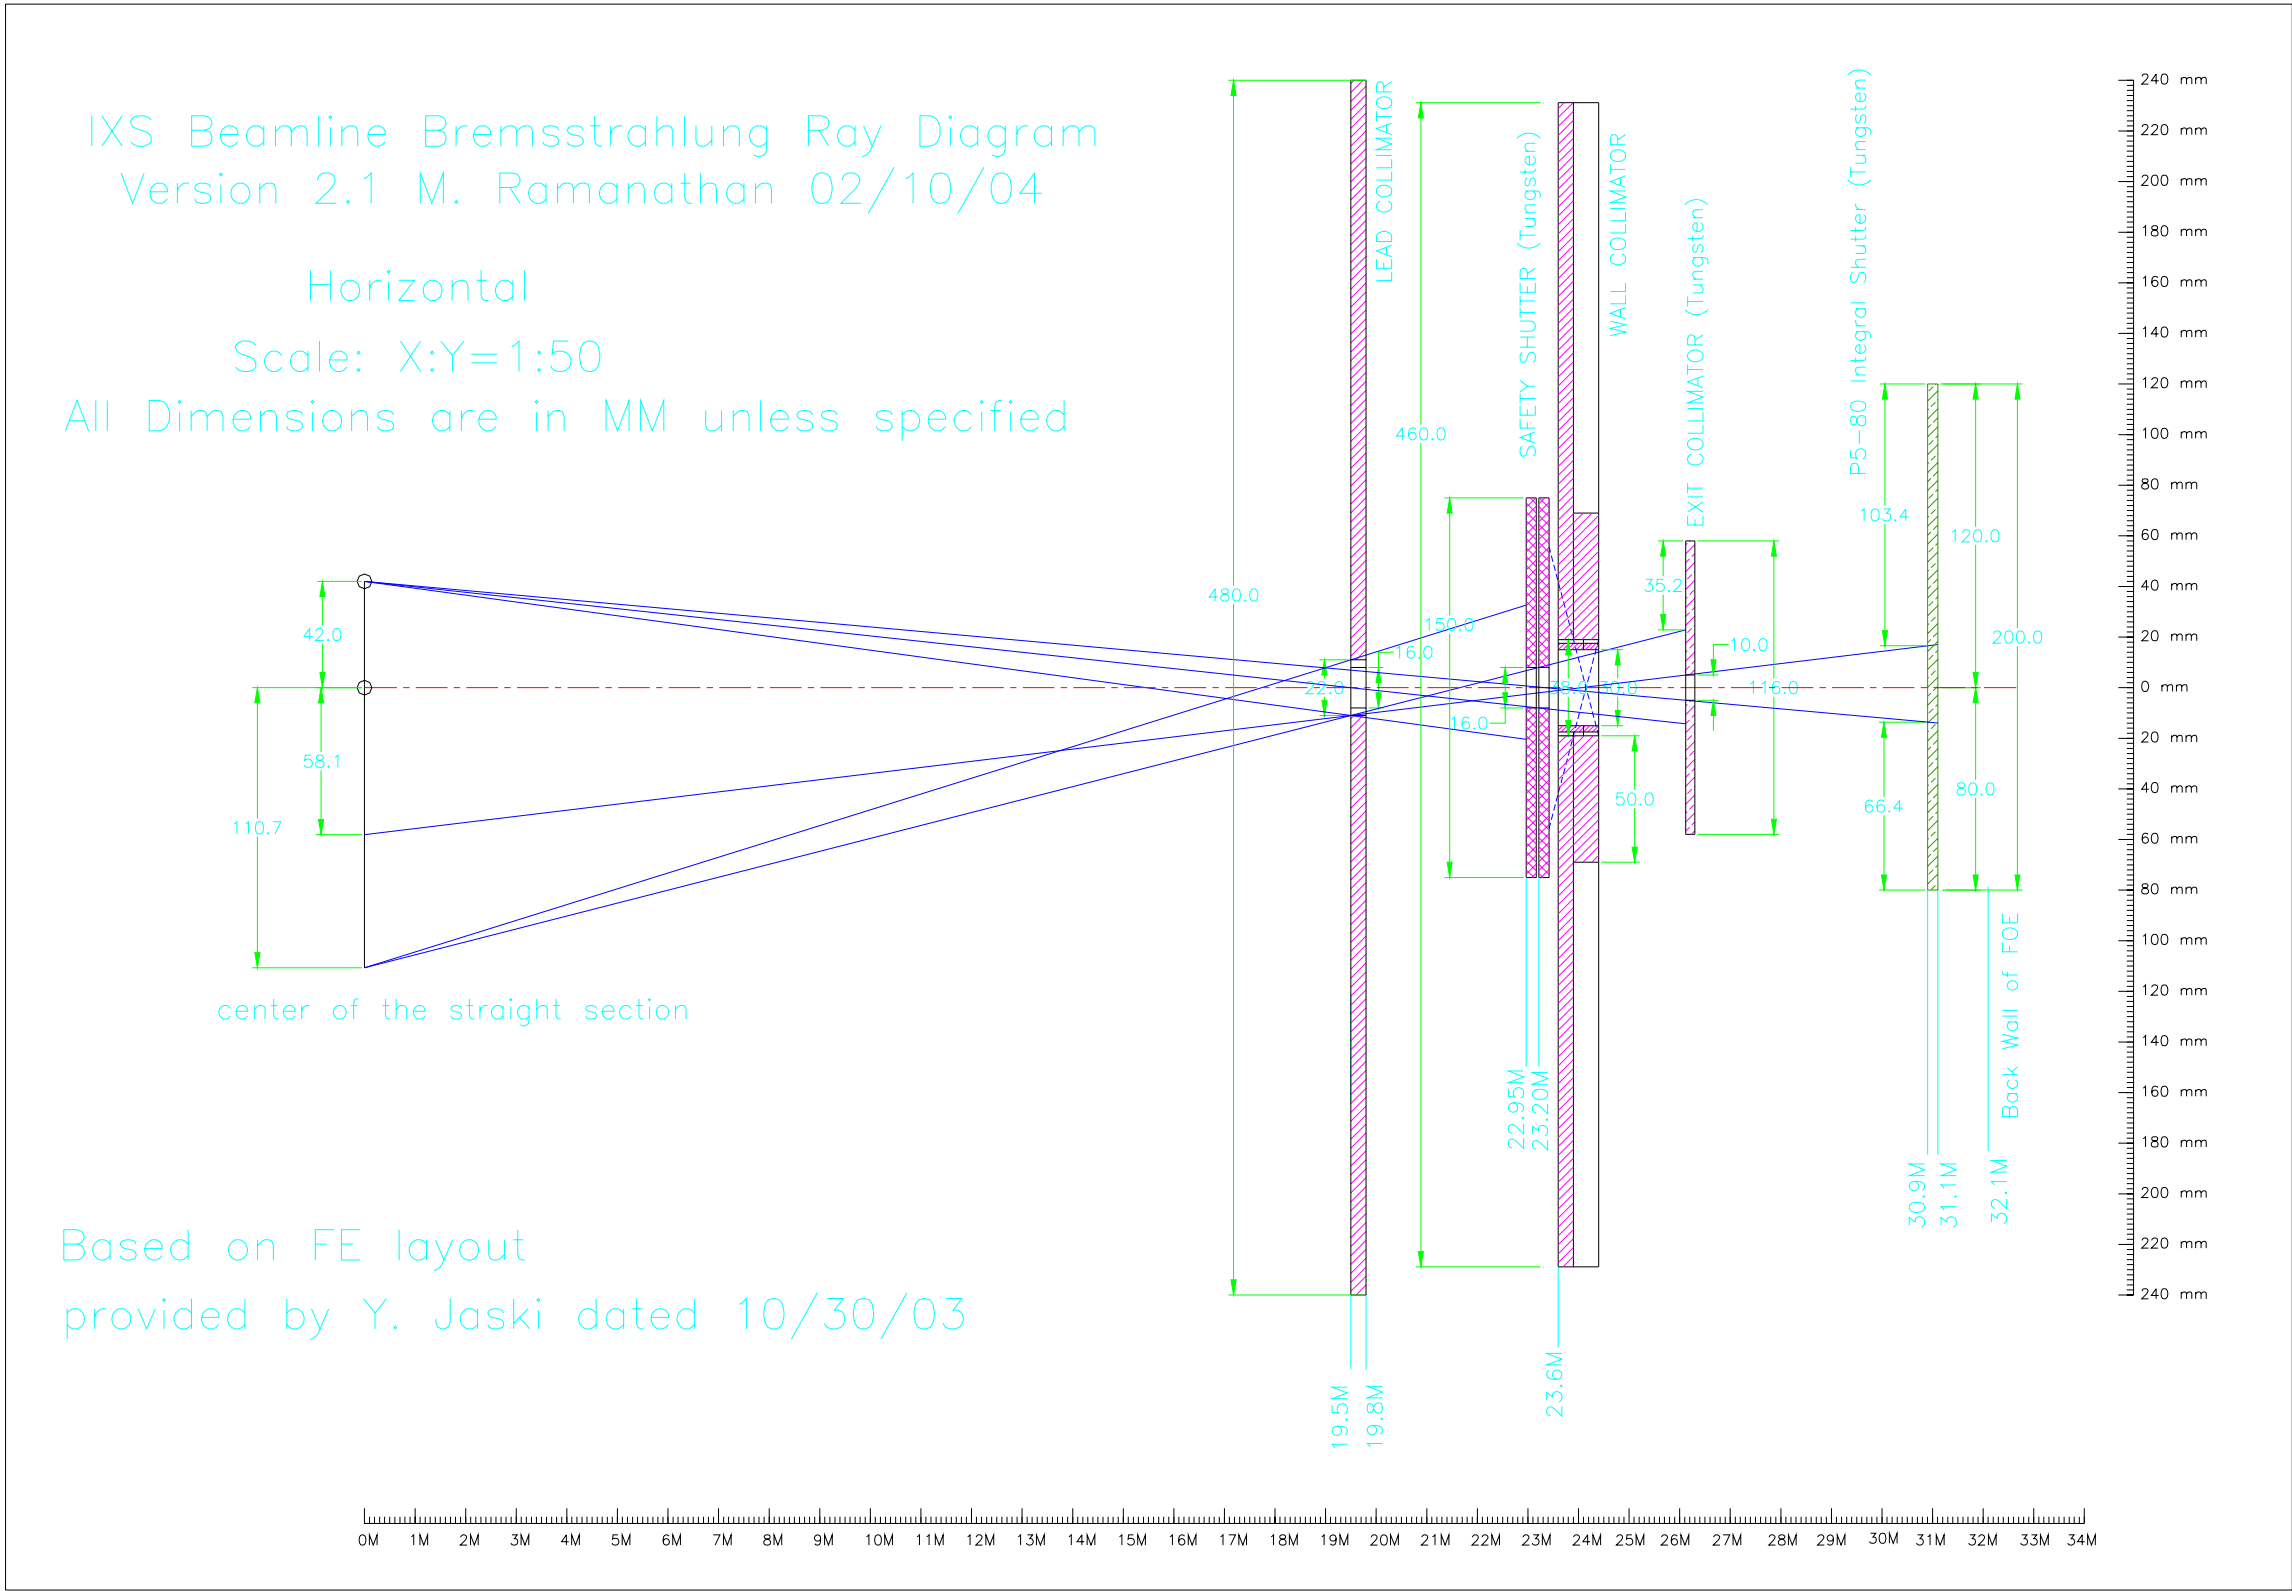 IXS Beamline Bremsstrahlung Ray Diagram
Version 2.1 M. Ramanathan 02/10/04
Horizontal
Scale: X:Y=1:50
All Dimensions are in MM unless specified
LEAD COLLIMATOR
SAFETY SHUTTER (Tungsten)
WALL COLLIMATOR
EXIT COLLIMATOR (Tungsten)
P5-80 Integral Shutter (Tungsten)
42.0
58.1
110.7
480.0
460.0
150.0
22.0
16.0
16.0
38.0
30.0
50.0
35.2
10.0
116.0
103.4
120.0
200.0
66.4
80.0
center of the straight section
22.95M
23.20M
23.6M
19.5M
19.8M
30.9M
31.1M
32.1M
Back Wall of FOE
Based on FE layout
provided by Y. Jaski dated 10/30/03
240 mm
220 mm
200 mm
180 mm
160 mm
140 mm
120 mm
100 mm
80 mm
60 mm
40 mm
20 mm
0 mm
20 mm
40 mm
60 mm
80 mm
100 mm
120 mm
140 mm
160 mm
180 mm
200 mm
220 mm
240 mm
0M 1M 2M 3M 4M 5M 6M 7M 8M 9M 10M 11M 12M 13M 14M 15M 16M 17M 18M 19M 20M 21M 22M 23M 24M 25M 26M 27M 28M 29M 30M 31M 32M 33M 34M